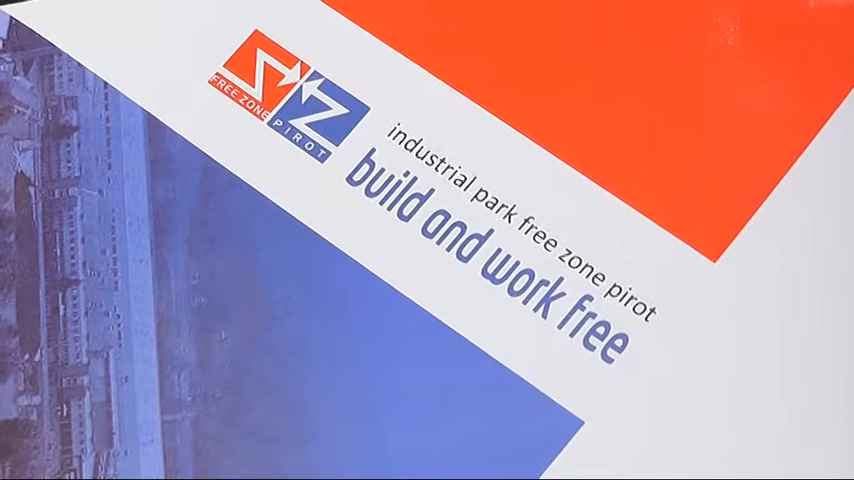 FREE ZONE
PIROT
industrial park free zone pirot
build and work free